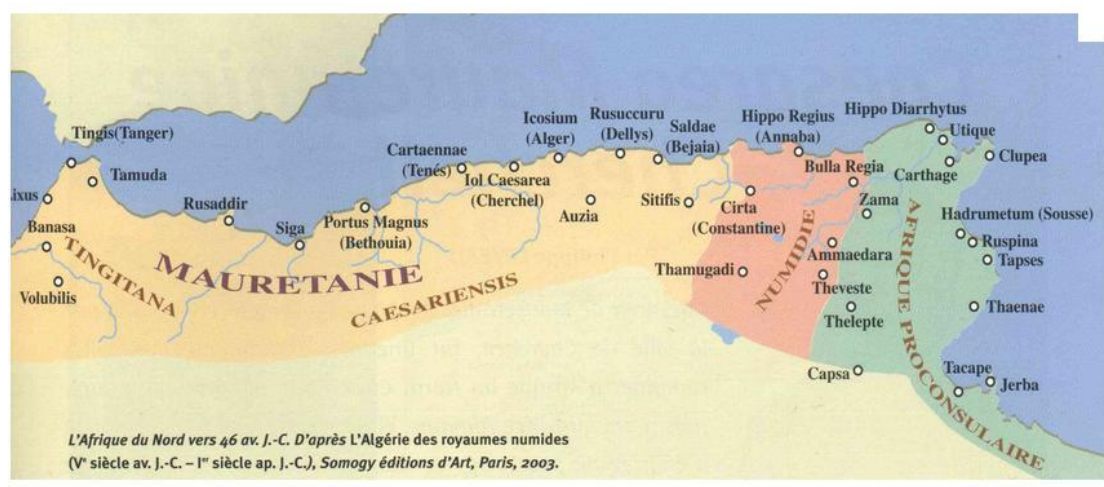 Tingis(Tanger)
Tamuda
ixus
Banasa
Volubilis
TINGITANA
Rusaddir
MAURETANIE
CAESARIENSIS
Siga
Portus Magnus
(Bethouia)
Cartaennae
(Tenés)
Iol Caesarea
(Cherchel)
Icosium
(Alger)
Rusuccuru
(Dellys)
Saldae
(Bejaia)
Auzia
Sitifis
Hippo Regius
(Annaba)
Bulla Regia
Cirta
(Constantine)
Thamugadi
NUMIDIE
Ammaedara
Theveste
Thelepte
Capsa
Zama
Hippo Diarrhytus
Utique
Carthage
Clupea
AFRIQUE PROCONSULAIRE
Hadrumetum (Sousse)
Ruspina
Tapses
Thaenae
Tacape
Jerba
L'Afrique du Nord vers 46 av. J.-C. D'après L'Algérie des royaumes numides
(Vᵉ siècle av. J.-C. – Iᵉʳ siècle ap. J.-C.), Somogy éditions d'Art, Paris, 2003.